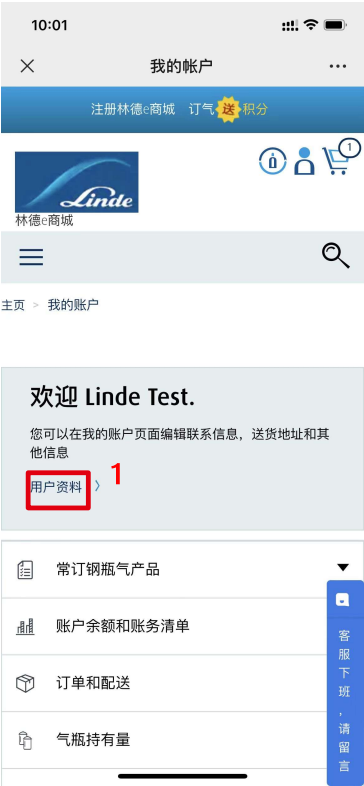 10:01
我的帐户
注册林德e商城 订气送积分
1
Linde
林德e商城
主页 > 我的账户
欢迎 Linde Test.
您可以在我的账户页面编辑联系信息，送货地址和其
他信息
用户资料 〉
1
常订钢瓶气产品
账户余额和账务清单
订单和配送
气瓶持有量
客服下班，请留言